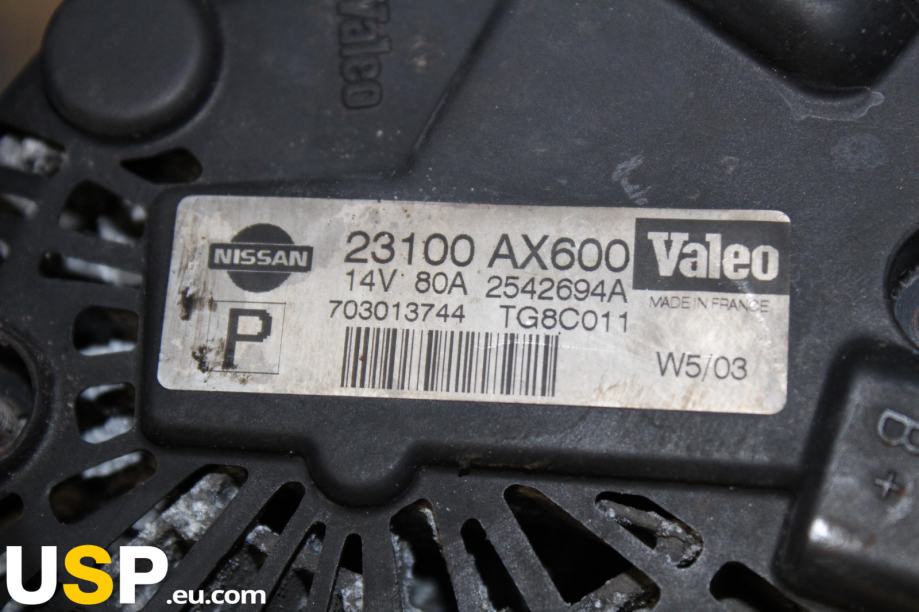 Valeo
NISSAN
23100 AX600
Valeo
14V 80A 2542694A
MADE IN FRANCE
703013744 TG8C011
P
W5/03
B+
USP.eu.com